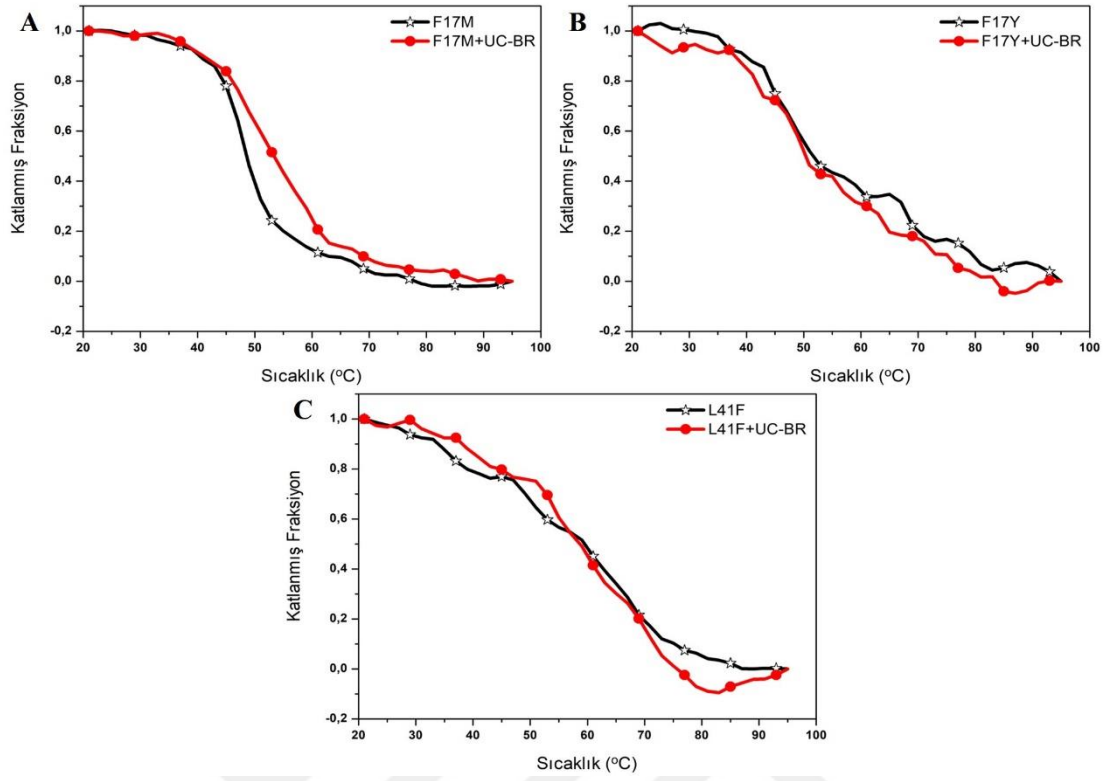 A
F17M
F17M+UC-BR
1,0
0,8
0,6
0,4
0,2
0,0
-0,2
Katlanmış Fraksiyon
20 30 40 50 60 70 80 90 100
Sıcaklık (ºC)
B
F17Y
F17Y+UC-BR
1,0
0,8
0,6
0,4
0,2
0,0
-0,2
Katlanmış Fraksiyon
20 30 40 50 60 70 80 90 100
Sıcaklık (ºC)
C
L41F
L41F+UC-BR
1,0
0,8
0,6
0,4
0,2
0,0
-0,2
Katlanmış Fraksiyon
20 30 40 50 60 70 80 90 100
Sıcaklık (ºC)